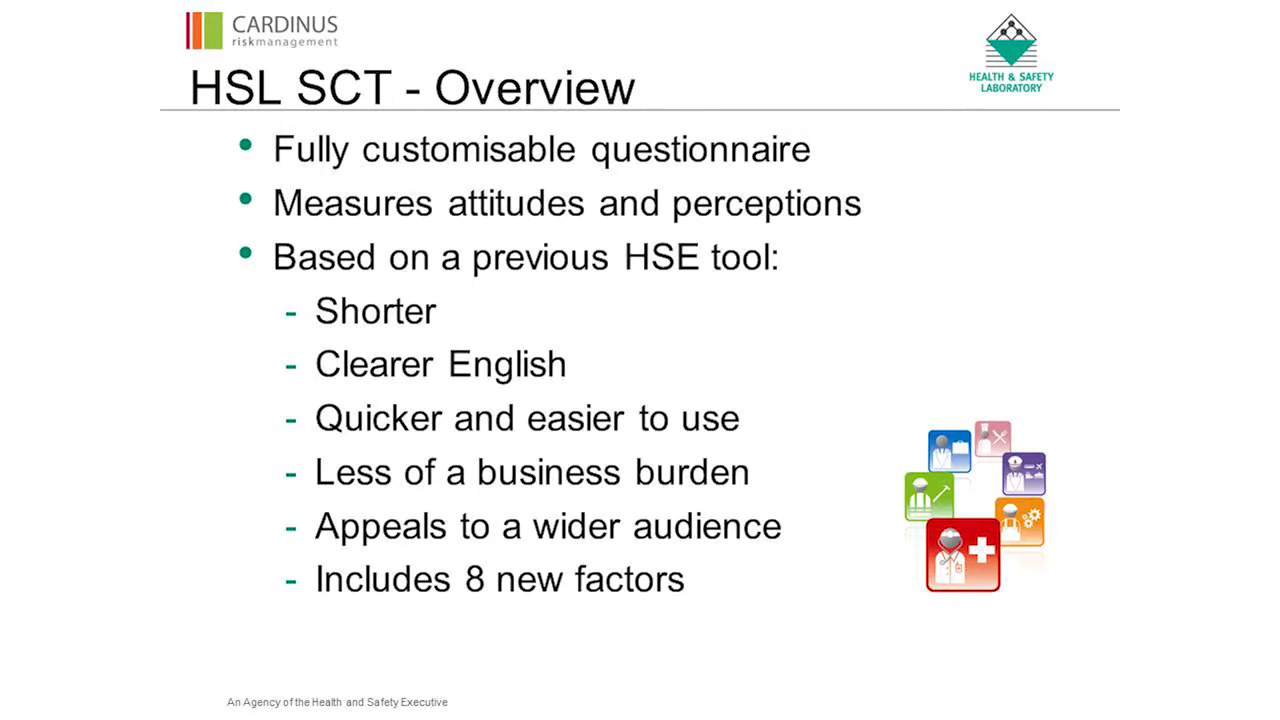 CARDINUS
riskmanagement
HEALTH & SAFETY
LABORATORY
HSL SCT - Overview
• Fully customisable questionnaire
• Measures attitudes and perceptions
• Based on a previous HSE tool:
- Shorter
- Clearer English
- Quicker and easier to use
- Less of a business burden
- Appeals to a wider audience
- Includes 8 new factors
An Agency of the Health and Safety Executive